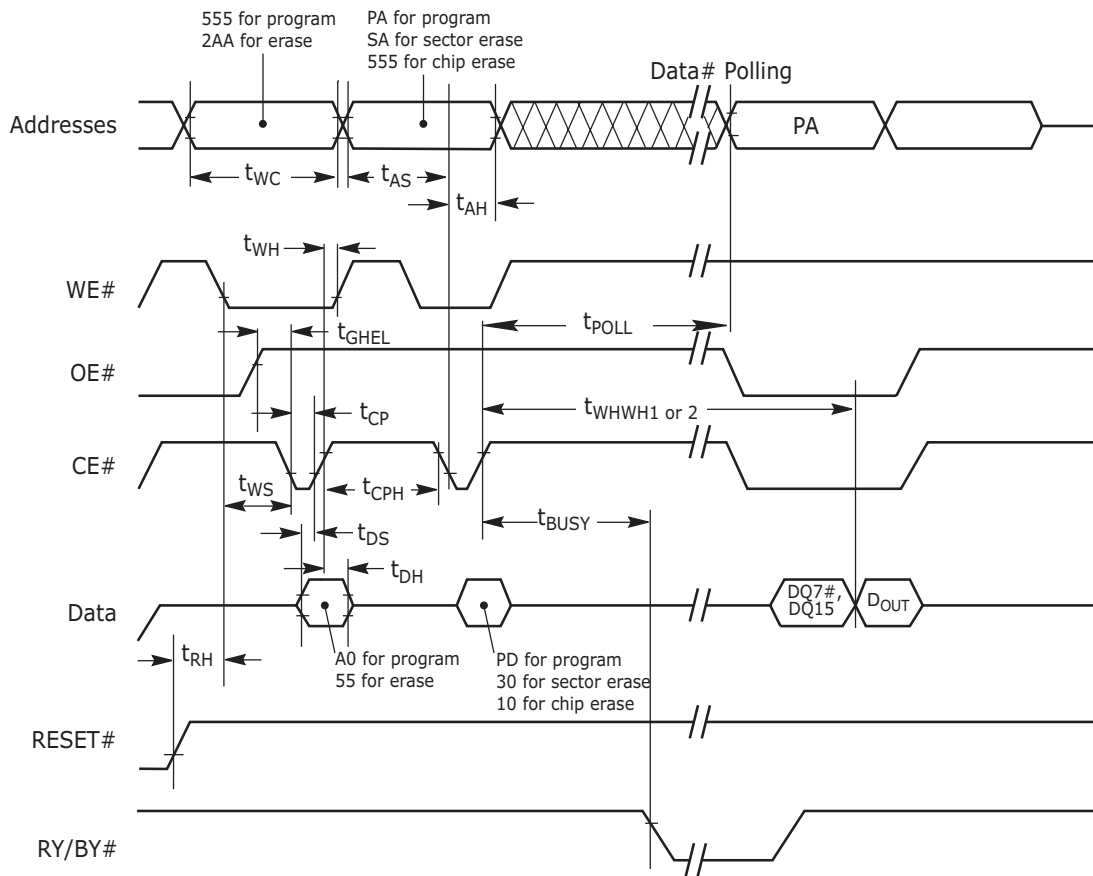 555 for program
2AA for erase
PA for program
SA for sector erase
555 for chip erase
Data# Polling
Addresses
PA
tWC
tAS
tAH
tWH
WE#
tGHEL
tPOLL
OE#
tCP
tWHWH1 or 2
CE#
tWS
tCPH
tBUSY
tDS
tDH
Data
DQ7#,
DQ15
DOUT
tRH
A0 for program
55 for erase
PD for program
30 for sector erase
10 for chip erase
RESET#
RY/BY#